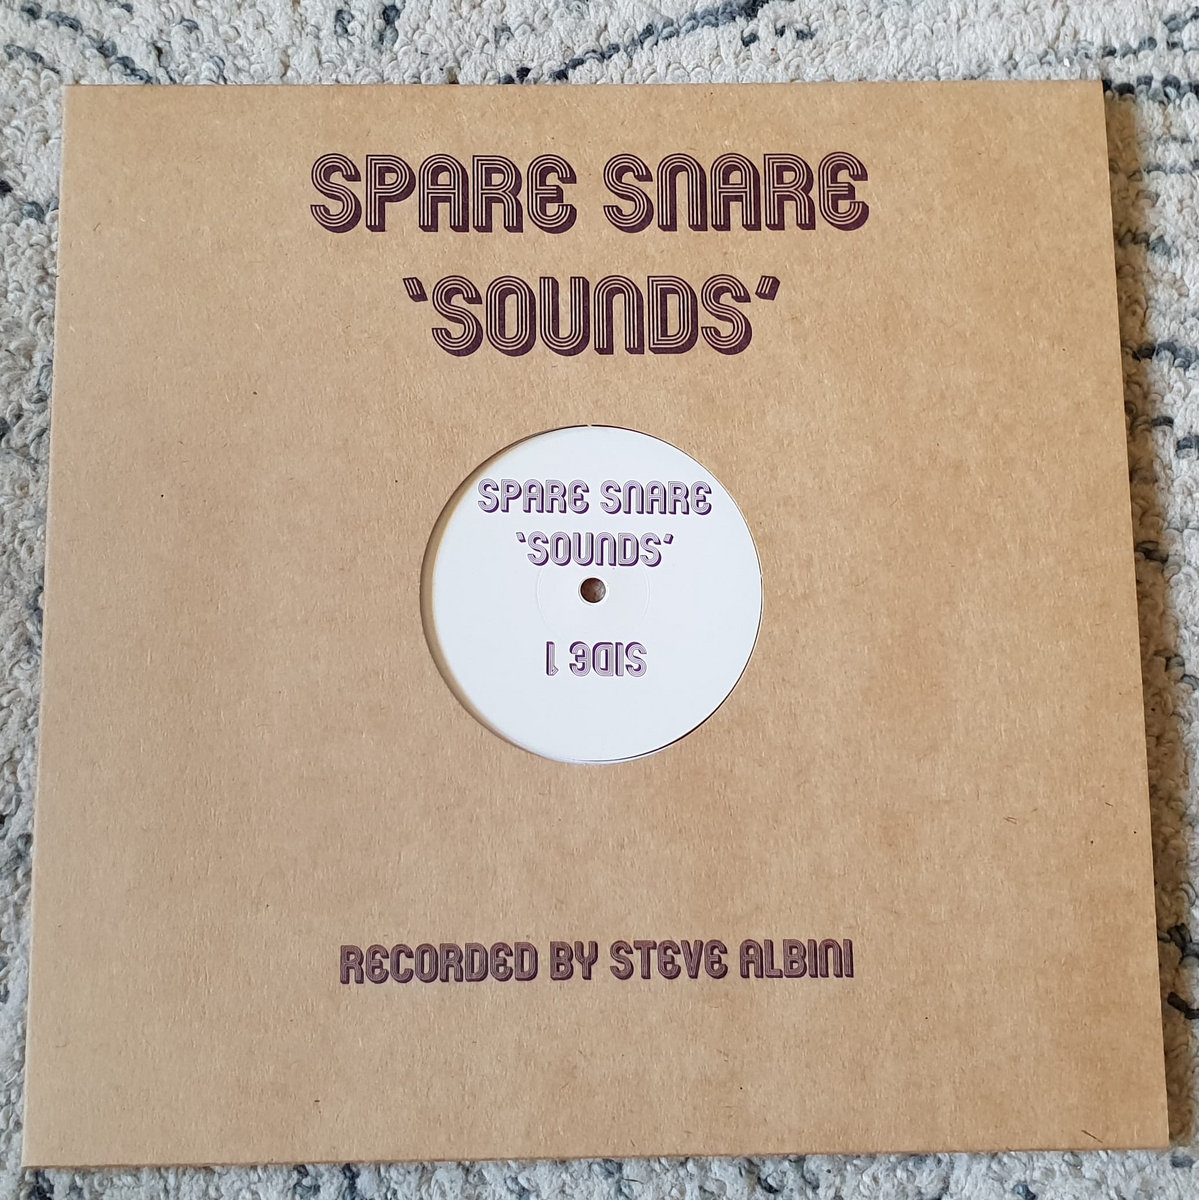 SPARE SNARE
'SOUNDS'
SPARE SNARE
'SOUNDS'
SIDE 1
RECORDED BY STEVE ALBINI